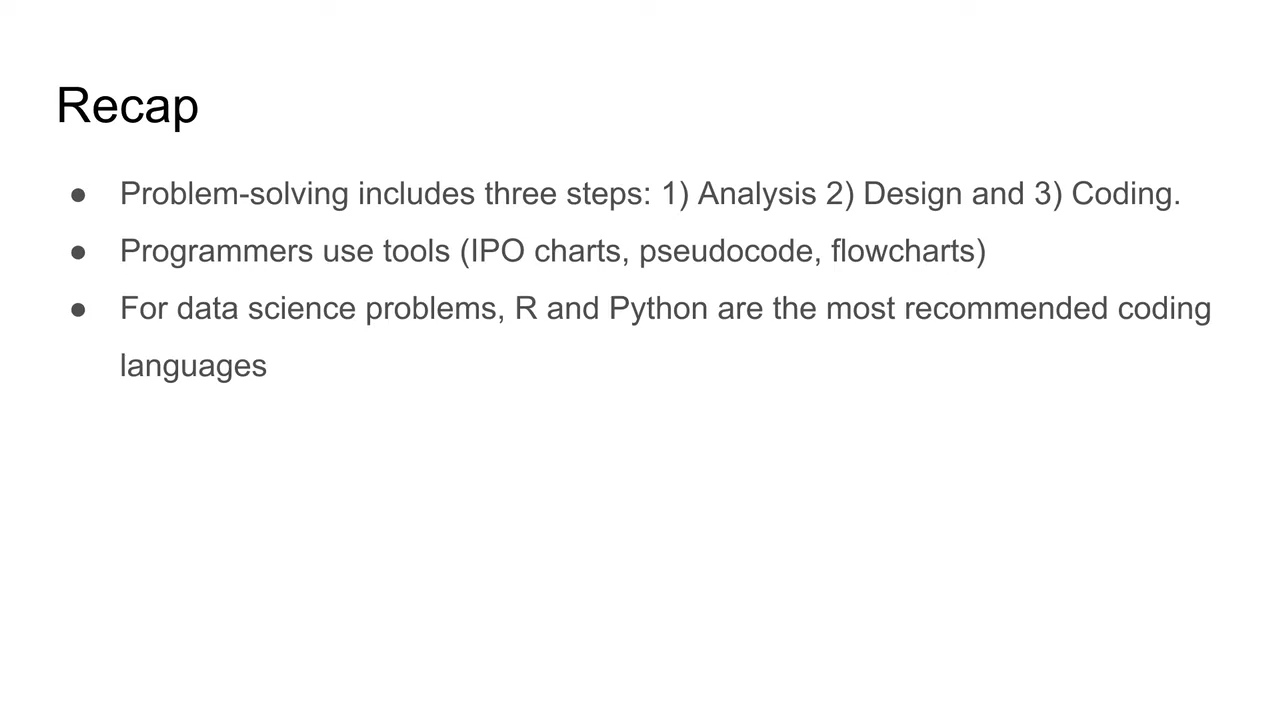 Recap
● Problem-solving includes three steps: 1) Analysis 2) Design and 3) Coding.
● Programmers use tools (IPO charts, pseudocode, flowcharts)
● For data science problems, R and Python are the most recommended coding
languages